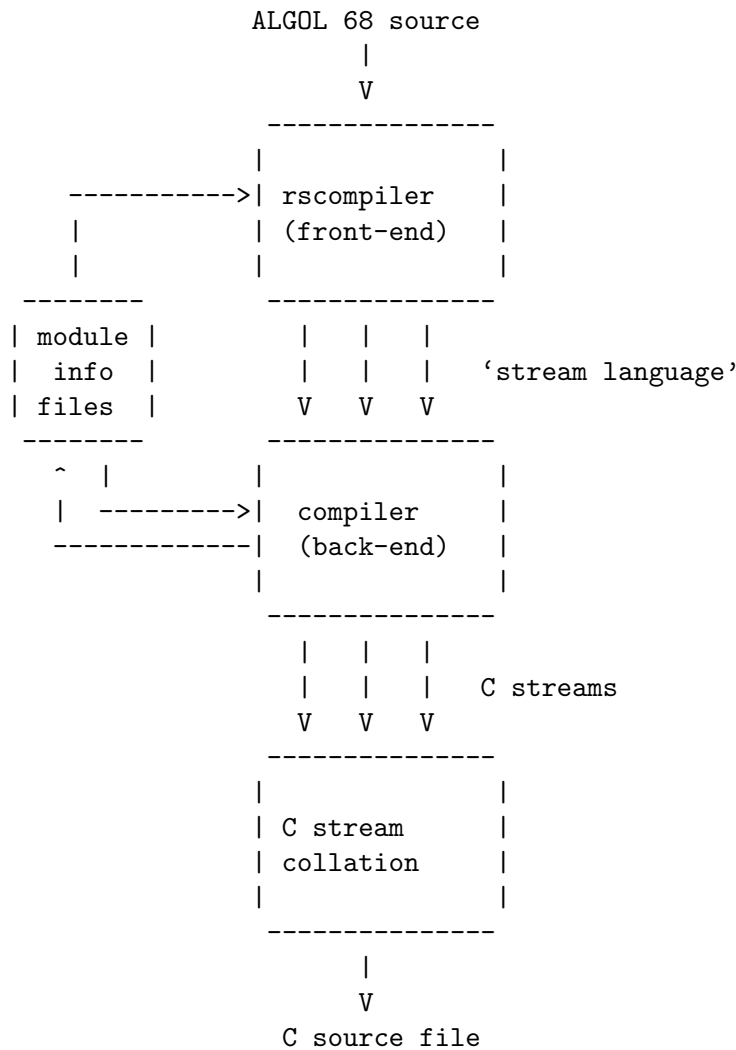 ALGOL 68 source
|
V
---------------
|               |
----------->| rscompiler    |
|           | (front-end)   |
|           |               |
--------        ---------------
| module |         |   |   |
|  info  |         |   |   |   ‘stream language’
| files  |         V   V   V
--------        ---------------
^  |         |               |
|  --------->|  compiler     |
-------------|  (back-end)   |
|               |
---------------
|   |   |
|   |   |   C streams
V   V   V
---------------
|               |
| C stream      |
| collation     |
|               |
---------------
|
V
C source file